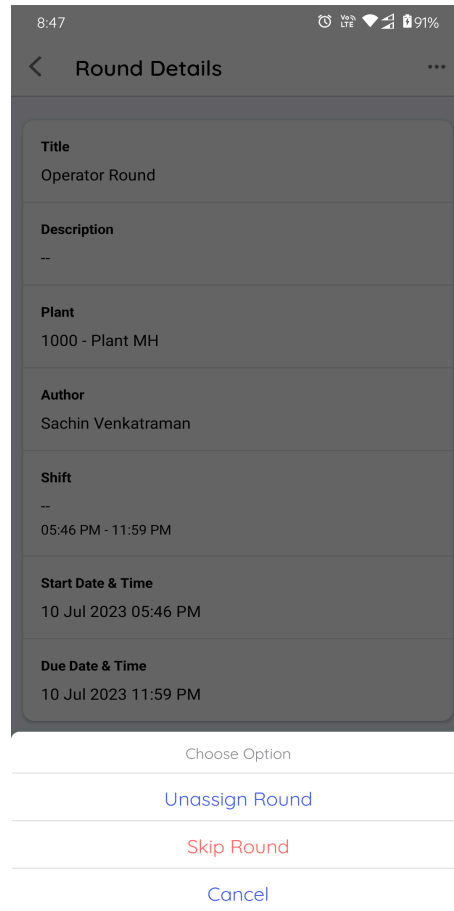 8:47 Vo LTE 91%
Round Details
Title
Operator Round
Description
--
Plant
1000 - Plant MH
Author
Sachin Venkatraman
Shift
--
05:46 PM - 11:59 PM
Start Date & Time
10 Jul 2023 05:46 PM
Due Date & Time
10 Jul 2023 11:59 PM
Choose Option
Unassign Round
Skip Round
Cancel